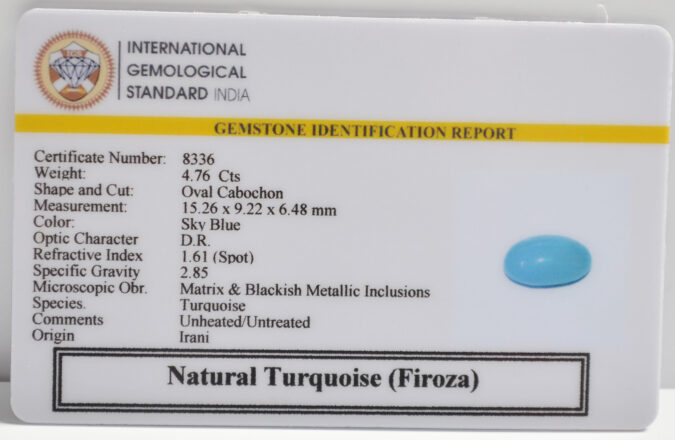 IGS
INTERNATIONAL
GEMOLOGICAL
STANDARD INDIA
GEMSTONE IDENTIFICATION REPORT
Certificate Number: 8336
Weight: 4.76 Cts
Shape and Cut: Oval Cabochon
Measurement: 15.26 x 9.22 x 6.48 mm
Color: Sky Blue
Optic Character D.R.
Refractive Index 1.61 (Spot)
Specific Gravity 2.85
Microscopic Obr. Matrix & Blackish Metallic Inclusions
Species. Turquoise
Comments Unheated/Untreated
Origin Irani
Natural Turquoise (Firoza)